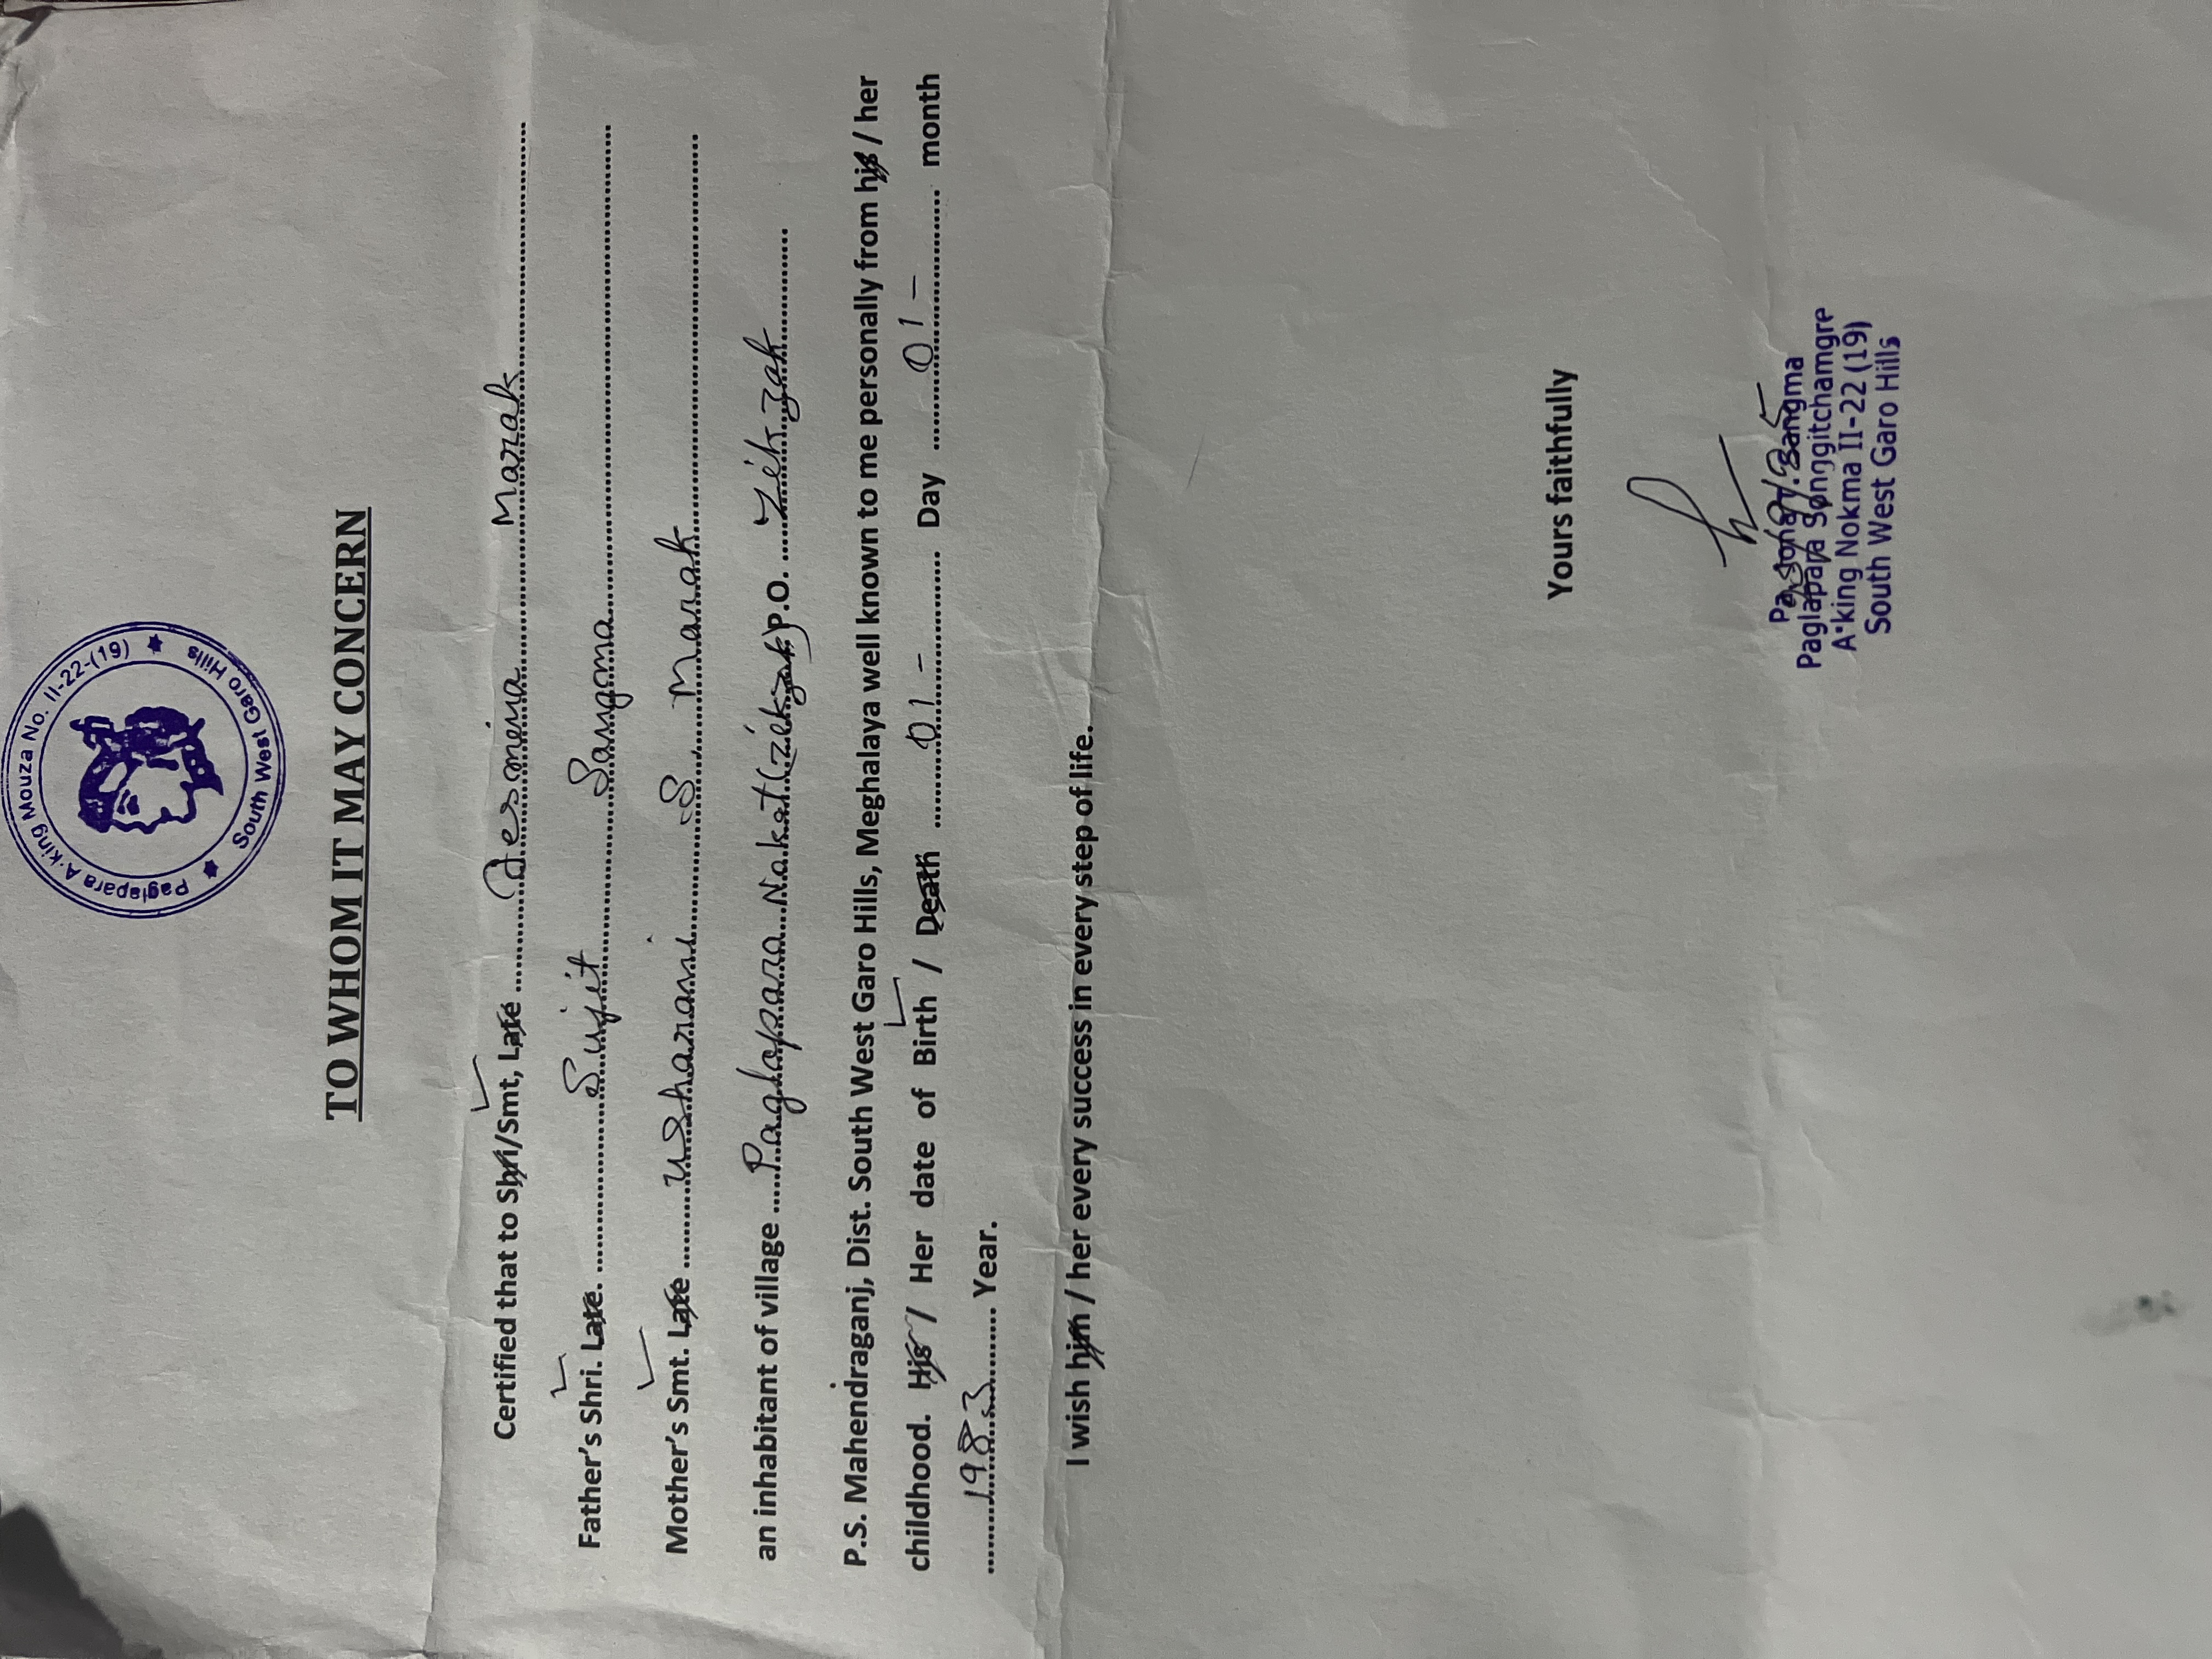 Paglapara A·king Mouza No. II-22-(19)
South West Garo Hills
TO WHOM IT MAY CONCERN
Certified that to Shri/Smt, Late ............ Marak ............
Father's Shri. Late. ............ Sujit ............ Sangma ............
Mother's Smt. Late ............ Usharani ............ S ............ Marak ............
an inhabitant of village ...... Paglapara ... Nokat (zikzak) P.O. ...... Zikzak ............
P.S. Mahendraganj, Dist. South West Garo Hills, Meghalaya well known to me personally from his / her
childhood. His / Her date of Birth / Death ............ 01 - ............ Day ............ 01 - ............ month
............ 1983 ............ Year.
I wish him / her every success in every step of life.
Yours faithfully
Sangma
Paglapara Songgitchamgre
A·king Nokma II-22 (19)
South West Garo Hills